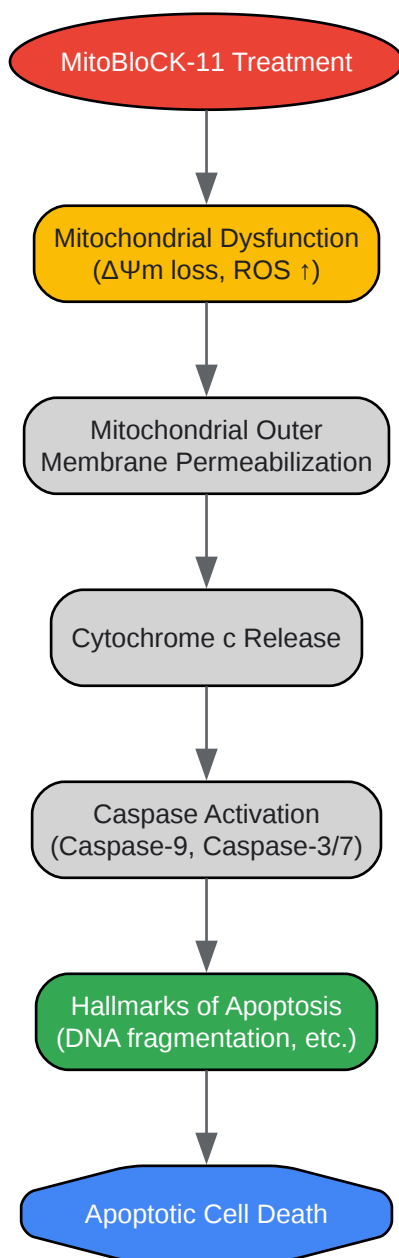 MitoBloCK-11 Treatment
Mitochondrial Dysfunction
(ΔΨm loss, ROS ↑)
Mitochondrial Outer
Membrane Permeabilization
Cytochrome c Release
Caspase Activation
(Caspase-9, Caspase-3/7)
Hallmarks of Apoptosis
(DNA fragmentation, etc.)
Apoptotic Cell Death